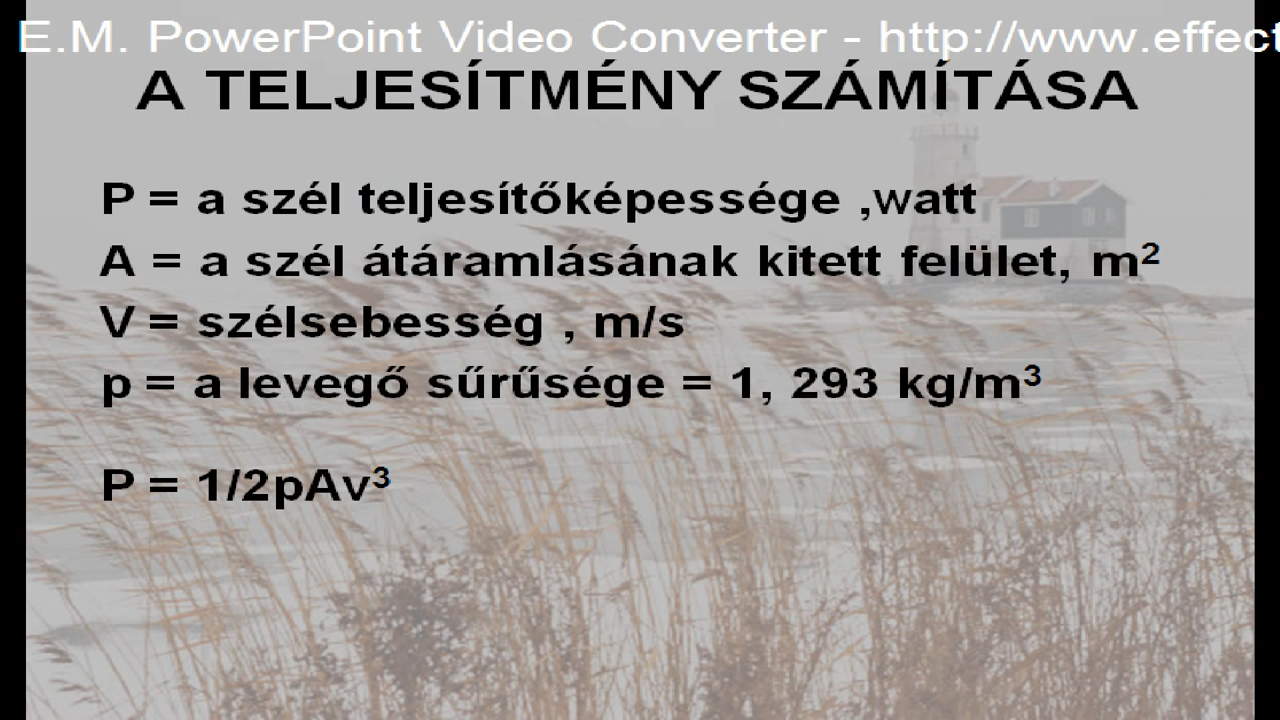 E.M. PowerPoint Video Converter - http://www.effect
A TELJESÍTMÉNY SZÁMÍTÁSA
P = a szél teljesítőképessége ,watt
A = a szél átáramlásának kitett felület, m²
V = szélsebesség , m/s
p = a levegő sűrűsége = 1, 293 kg/m³
P = 1/2pAv³